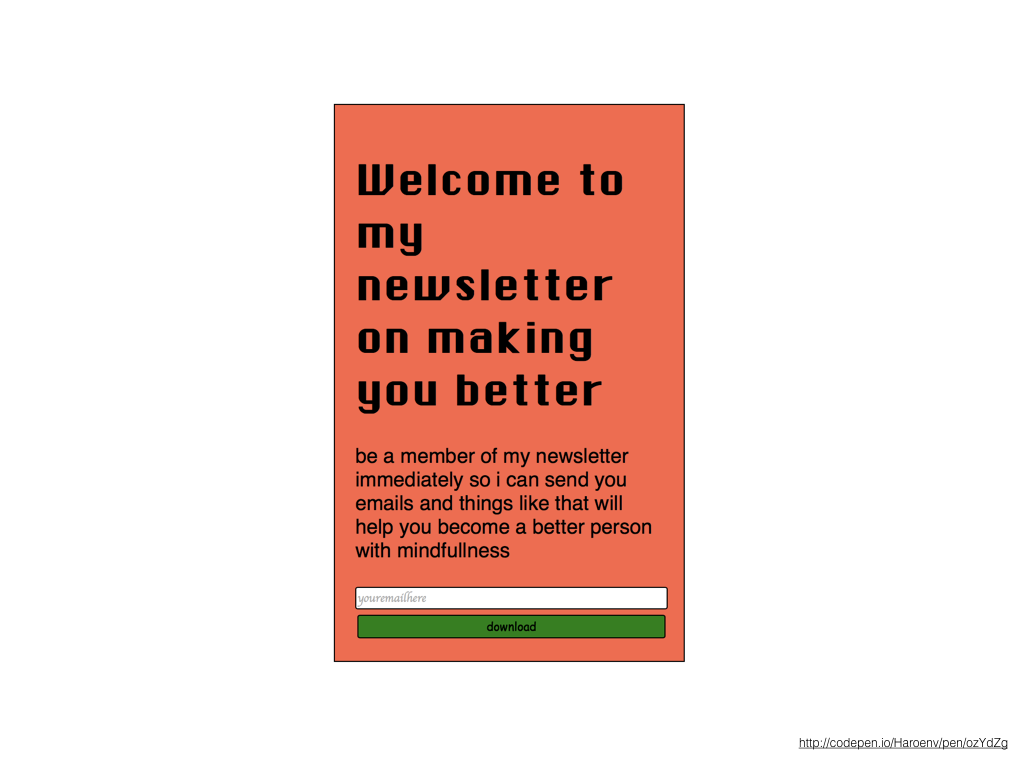 Welcome to
my
newsletter
on making
you better
be a member of my newsletter
immediately so i can send you
emails and things like that will
help you become a better person
with mindfullness
youremailhere
download
http://codepen.io/Haroenv/pen/ozYdZg